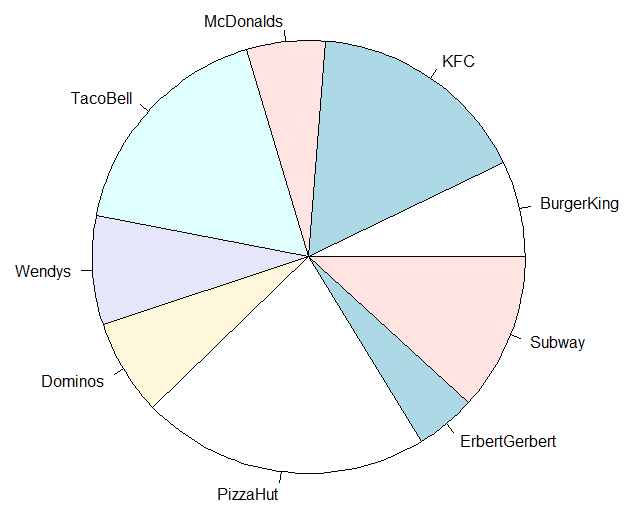 McDonalds
KFC
TacoBell
BurgerKing
Wendys
Subway
Dominos
ErbertGerbert
PizzaHut